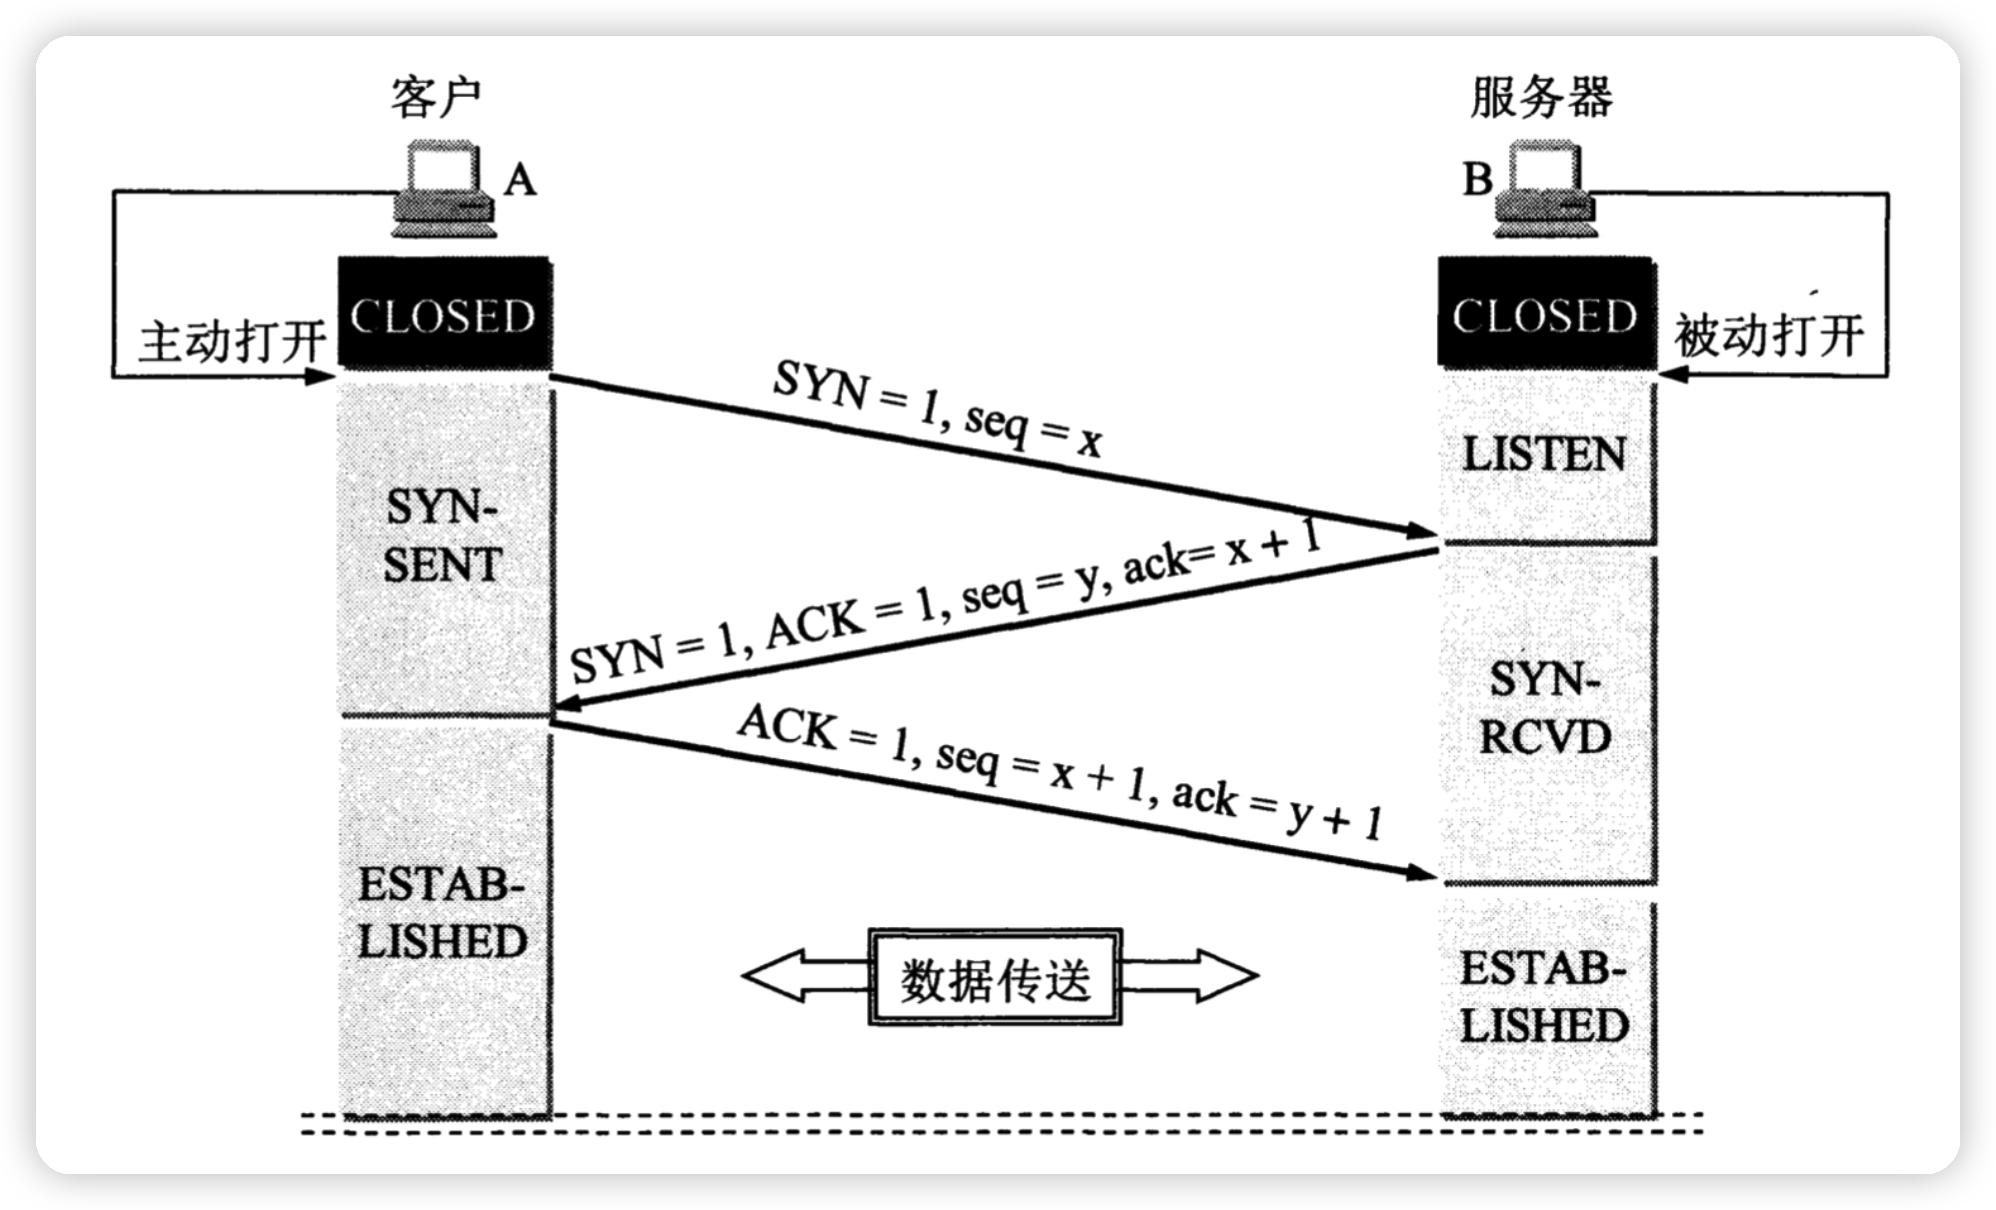 客户
服务器
A
B
CLOSED
CLOSED
主动打开
被动打开
SYN = 1, seq = x
LISTEN
SYN-
SENT
SYN = 1, ACK = 1, seq = y, ack= x + 1
SYN-
RCVD
ACK = 1, seq = x + 1, ack = y + 1
ESTAB-
LISHED
数据传送
ESTAB-
LISHED